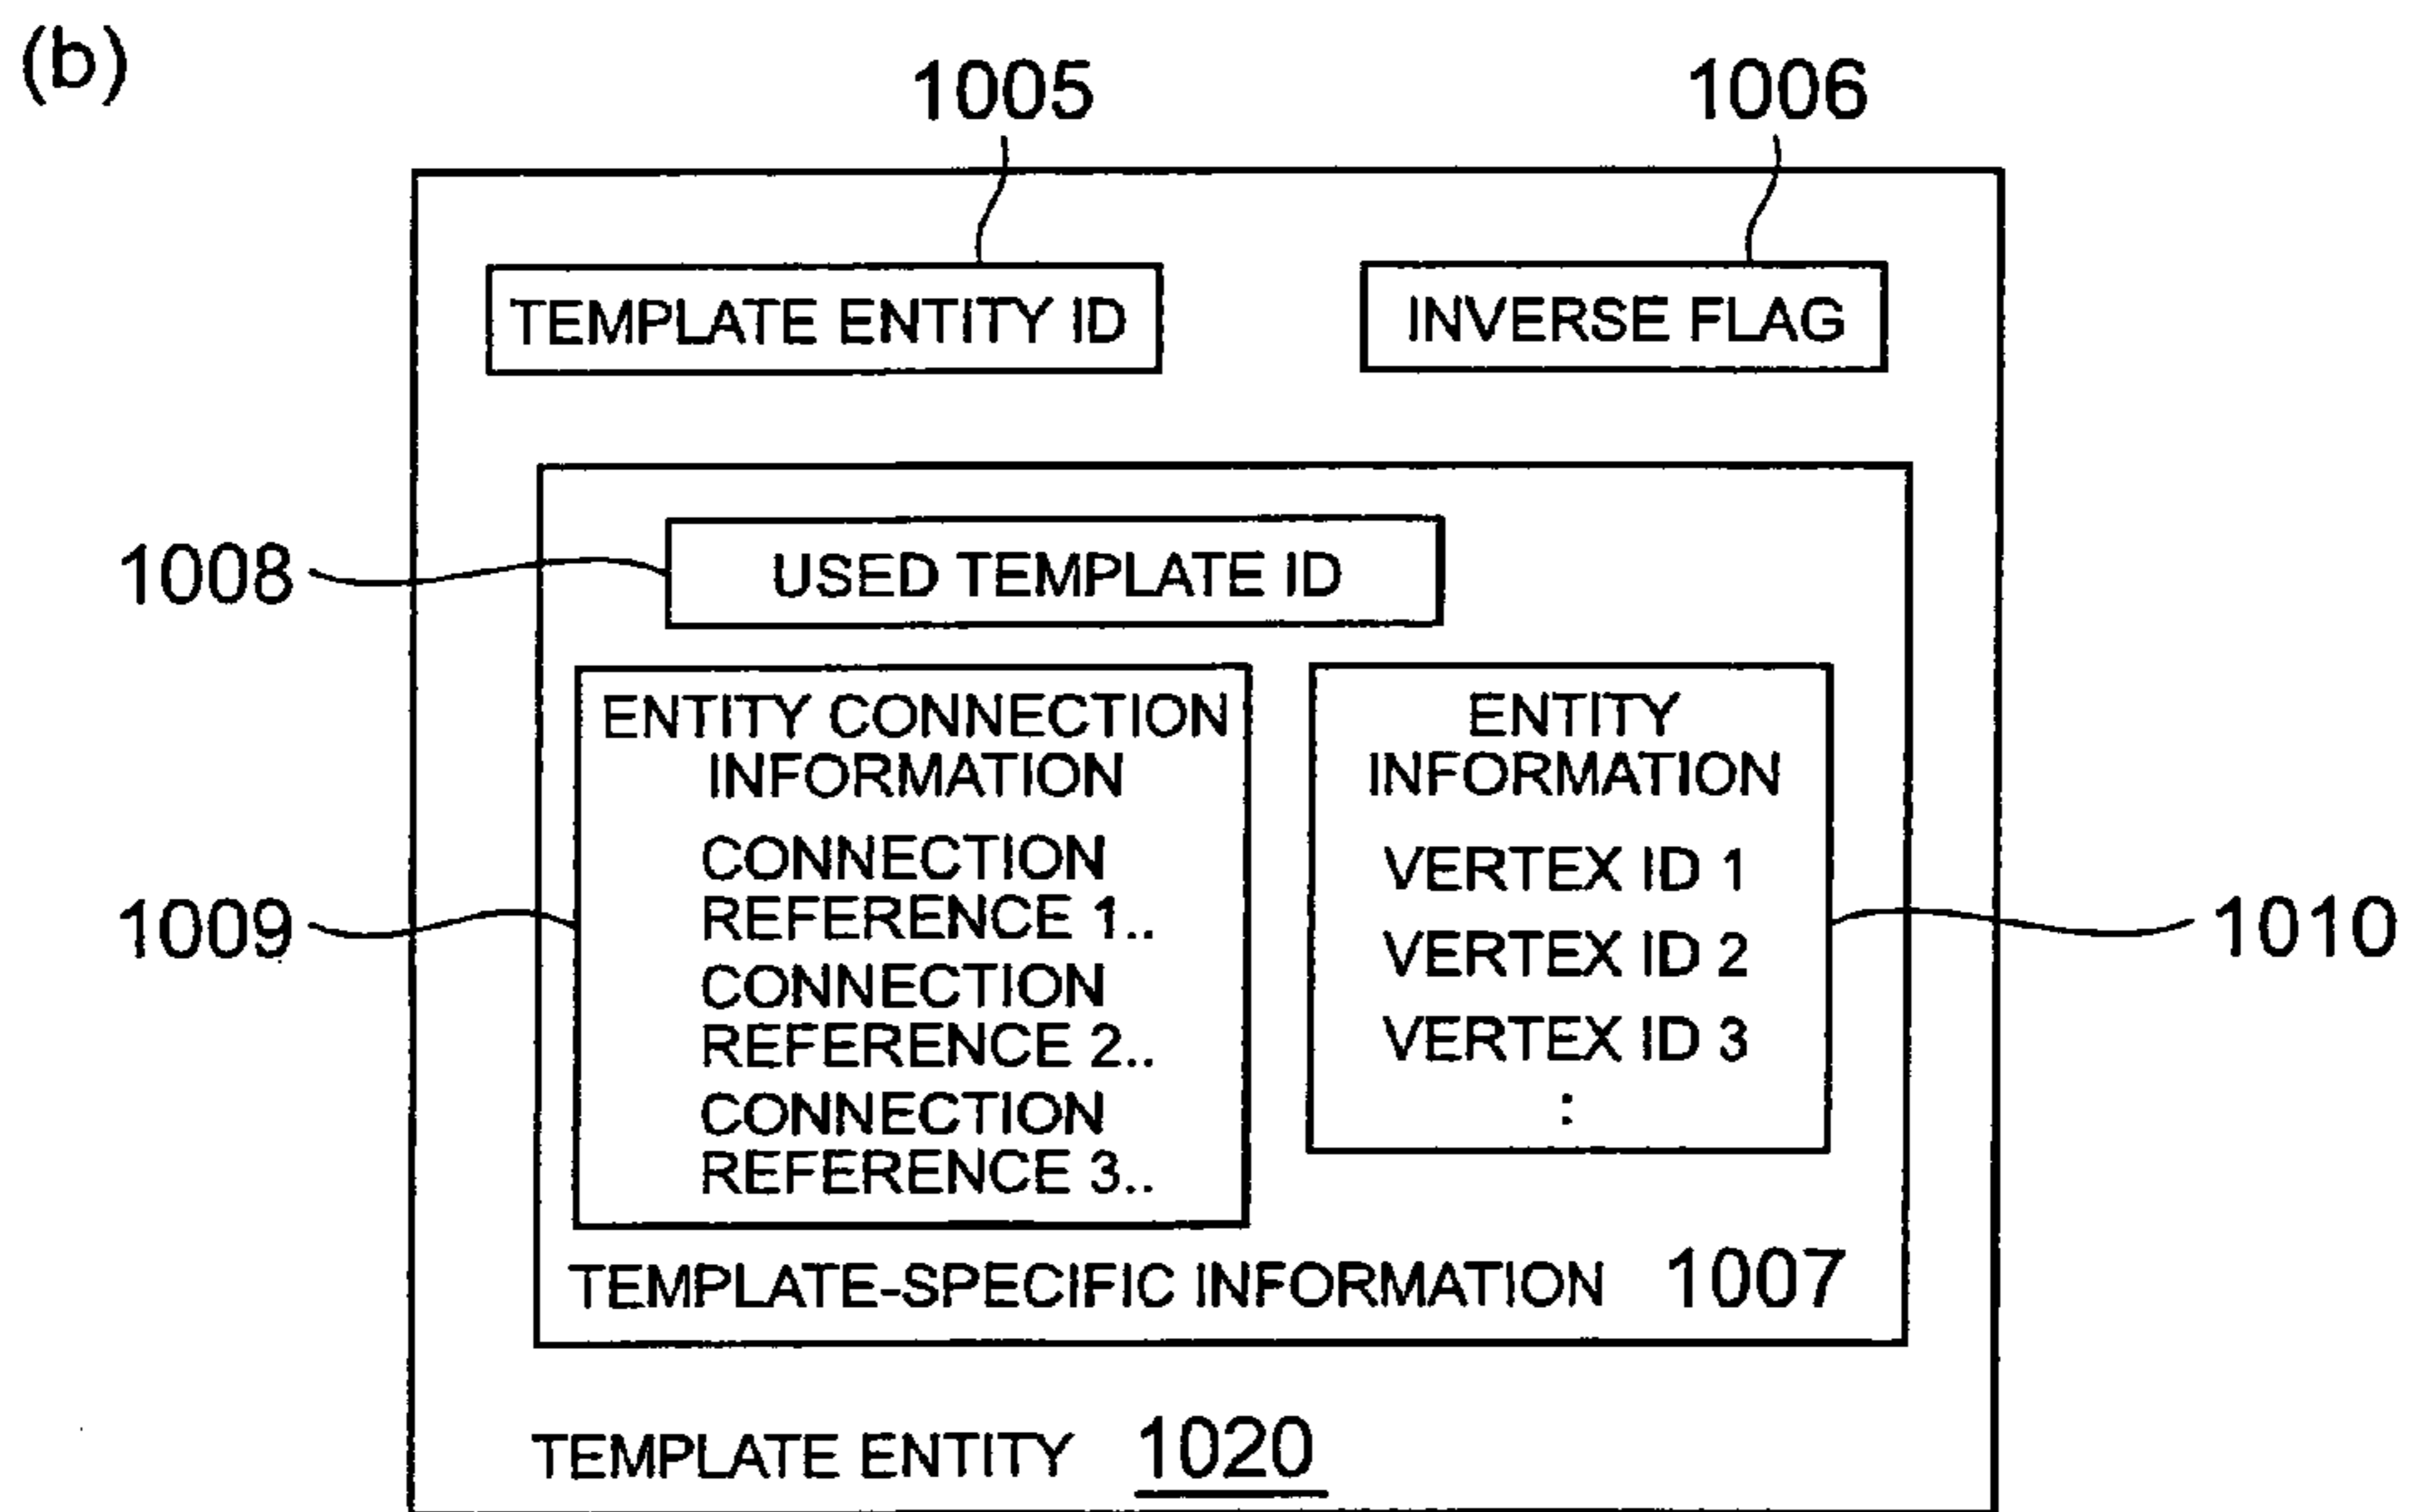 (b)
1005
1006
TEMPLATE ENTITY ID
INVERSE FLAG
1008
USED TEMPLATE ID
ENTITY CONNECTION
INFORMATION
CONNECTION
REFERENCE 1..
CONNECTION
REFERENCE 2..
CONNECTION
REFERENCE 3..
1009
ENTITY
INFORMATION
VERTEX ID 1
VERTEX ID 2
VERTEX ID 3
:
1010
TEMPLATE-SPECIFIC INFORMATION 1007
TEMPLATE ENTITY 1020